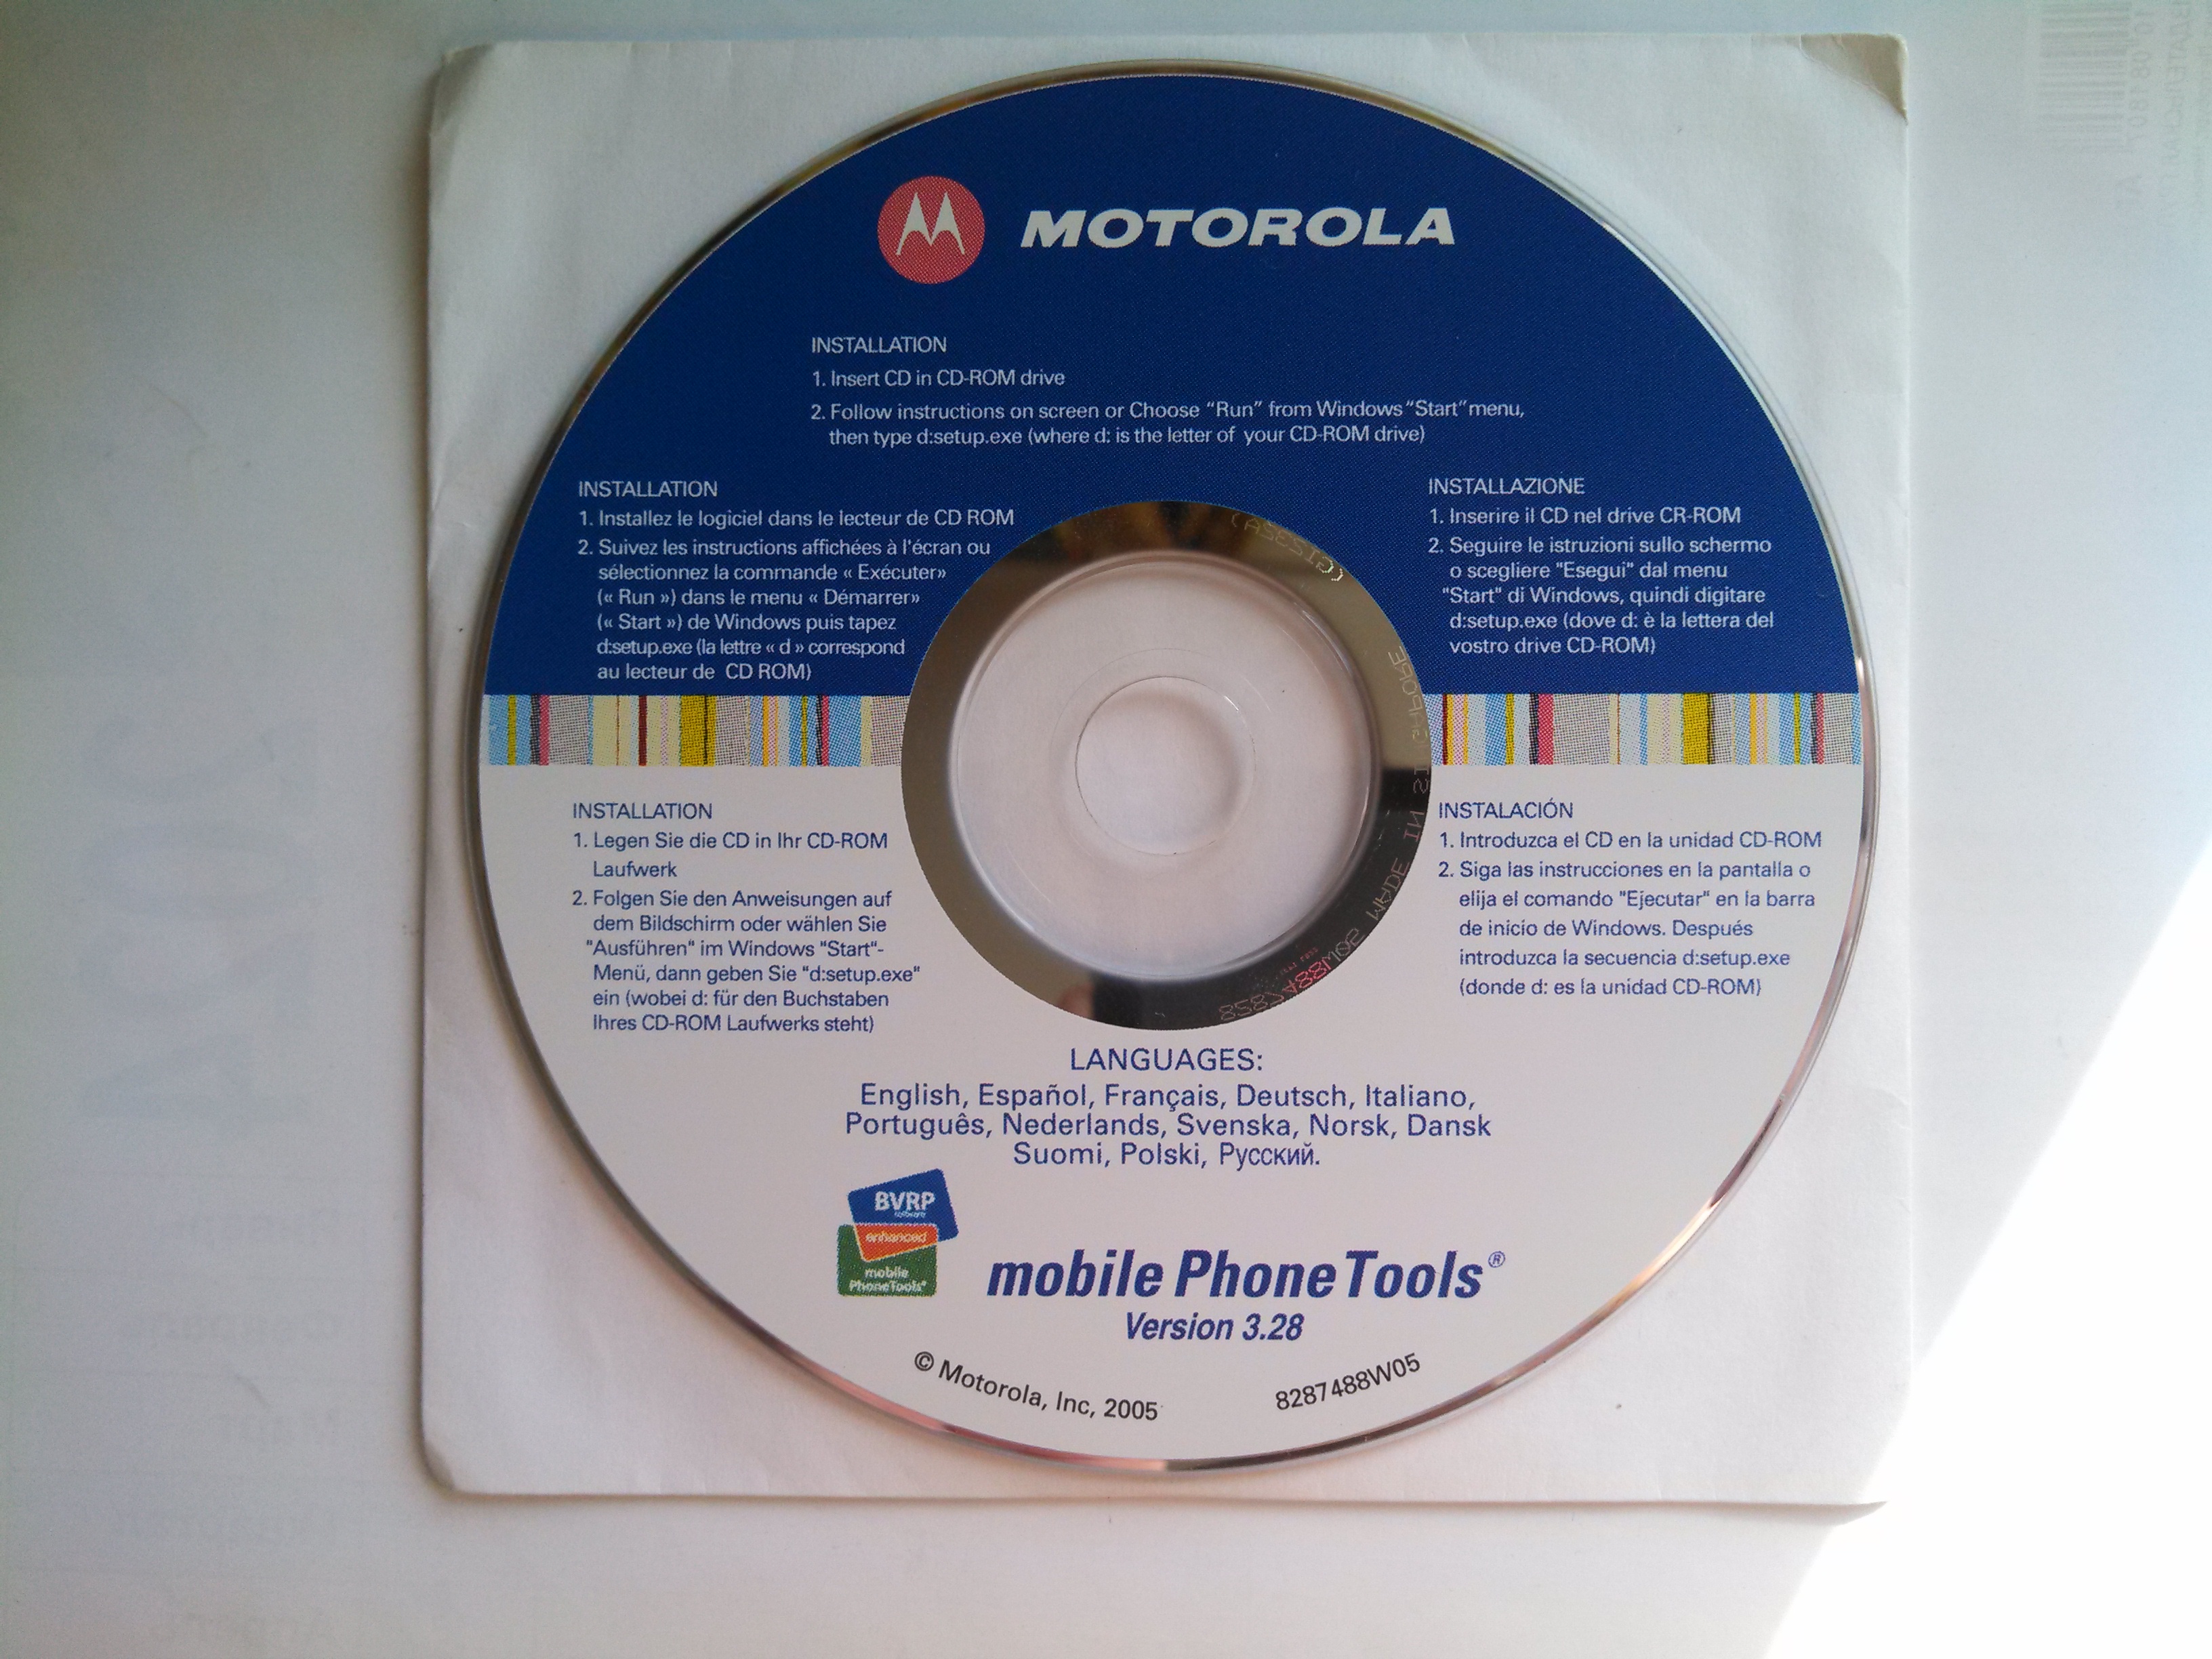 MOTOROLA
INSTALLATION
1. Insert CD in CD-ROM drive
2. Follow instructions on screen or Choose “Run” from Windows “Start” menu,
then type d:setup.exe (where d: is the letter of your CD-ROM drive)
INSTALLATION
1. Installez le logiciel dans le lecteur de CD ROM
2. Suivez les instructions affichées à l'écran ou
sélectionnez la commande « Exécuter»
(« Run ») dans le menu « Démarrer»
(« Start ») de Windows puis tapez
d:setup.exe (la lettre « d » correspond
au lecteur de CD ROM)
INSTALLAZIONE
1. Inserire il CD nel drive CR-ROM
2. Seguire le istruzioni sullo schermo
o scegliere "Esegui" dal menu
"Start" di Windows, quindi digitare
d:setup.exe (dove d: è la lettera del
vostro drive CD-ROM)
INSTALLATION
1. Legen Sie die CD in Ihr CD-ROM
Laufwerk
2. Folgen Sie den Anweisungen auf
dem Bildschirm oder wählen Sie
"Ausführen" im Windows "Start"-
Menü, dann geben Sie "d:setup.exe"
ein (wobei d: für den Buchstaben
Ihres CD-ROM Laufwerks steht)
INSTALACIÓN
1. Introduzca el CD en la unidad CD-ROM
2. Siga las instrucciones en la pantalla o
elija el comando "Ejecutar" en la barra
de inicio de Windows. Después
introduzca la secuencia d:setup.exe
(donde d: es la unidad CD-ROM)
LANGUAGES:
English, Español, Français, Deutsch, Italiano,
Português, Nederlands, Svenska, Norsk, Dansk
Suomi, Polski, Русский.
BVRP
software
enhanced
mobile
PhoneTools®
mobile PhoneTools®
Version 3.28
© Motorola, Inc, 2005
8287488W05